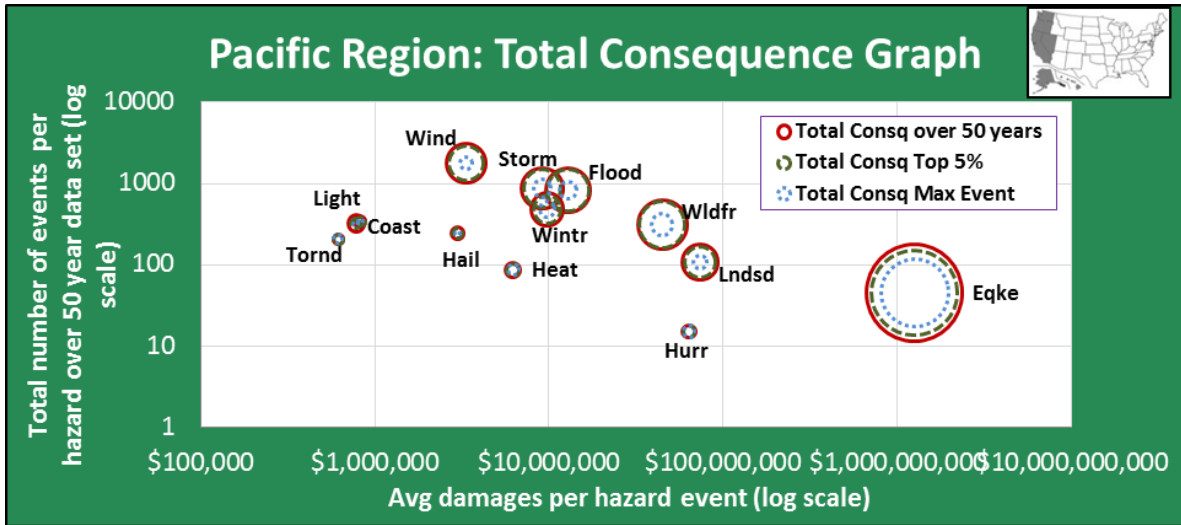 Pacific Region: Total Consequence Graph
Total number of events per
hazard over 50 year data set (log
scale)
10000
1000
100
10
1
Total Consq over 50 years
Total Consq Top 5%
Total Consq Max Event
Wind
Storm
Flood
Light
Coast
Wintr
Wldfr
Tornd
Hail
Heat
Lndsd
Eqke
Hurr
$100,000
$1,000,000
$10,000,000
$100,000,000
$1,000,000,000
$10,000,000,000
Avg damages per hazard event (log scale)